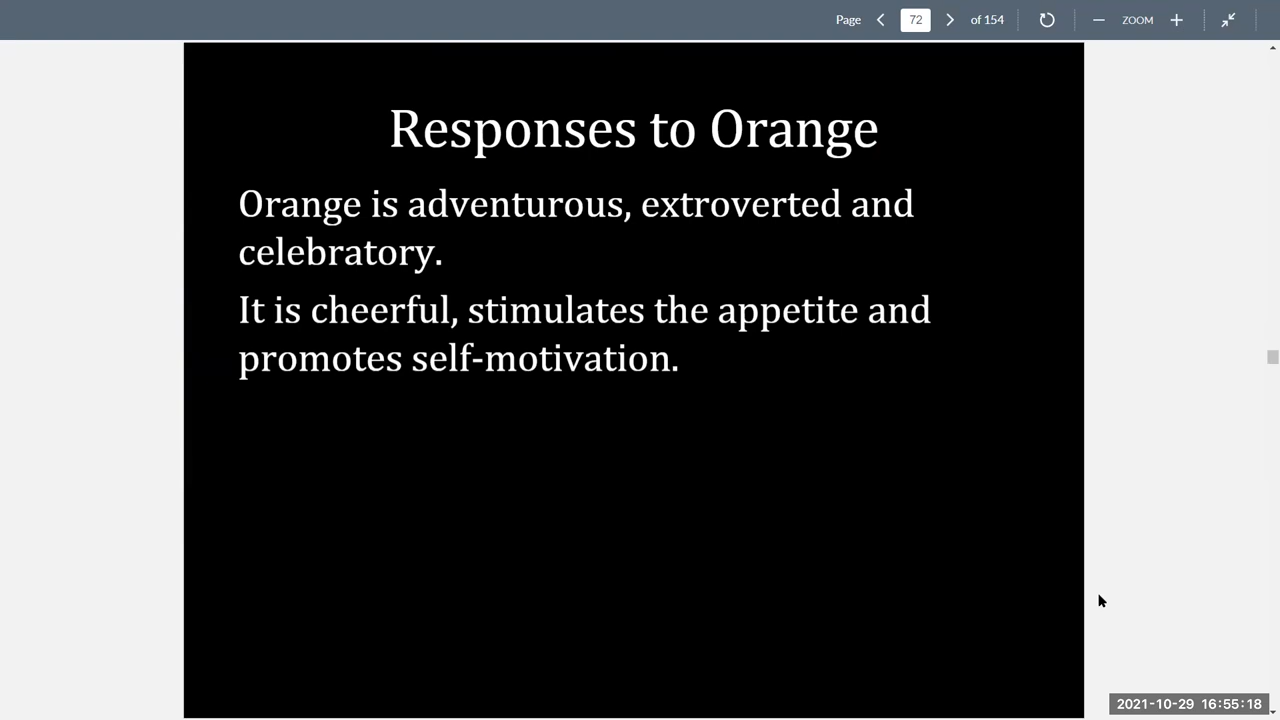 Page 72 of 154 ZOOM
Responses to Orange
Orange is adventurous, extroverted and
celebratory.
It is cheerful, stimulates the appetite and
promotes self-motivation.
2021-10-29 16:55:18